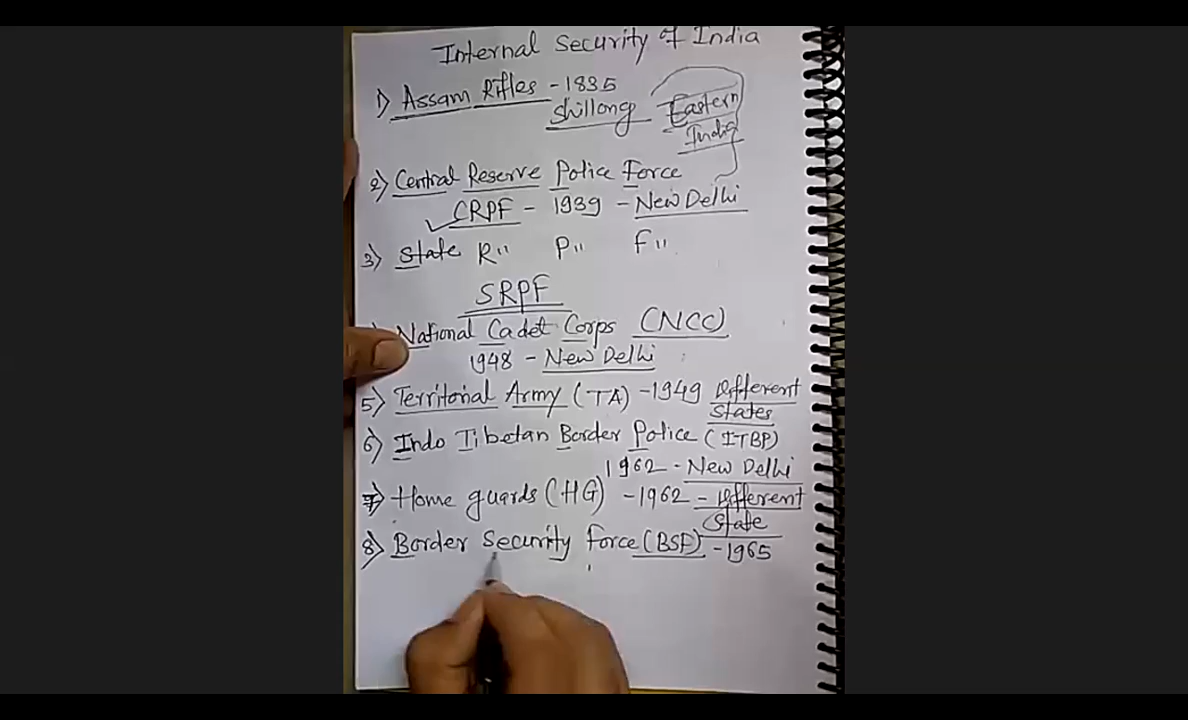 Internal Security of India
1) Assam Rifles - 1835
Shillong Eastern
India
2) Central Reserve Police Force
CRPF - 1939 - New Delhi
3) State R" P" F"
SRPF
) National Cadet Corps (NCC)
1948 - New Delhi
5) Territorial Army (TA) - 1949 Different
States
6) Indo Tibetan Border Police (ITBP)
1962 - New Delhi
7) Home guards (HG) - 1962 - Different
State
8) Border Security Force (BSF) - 1965